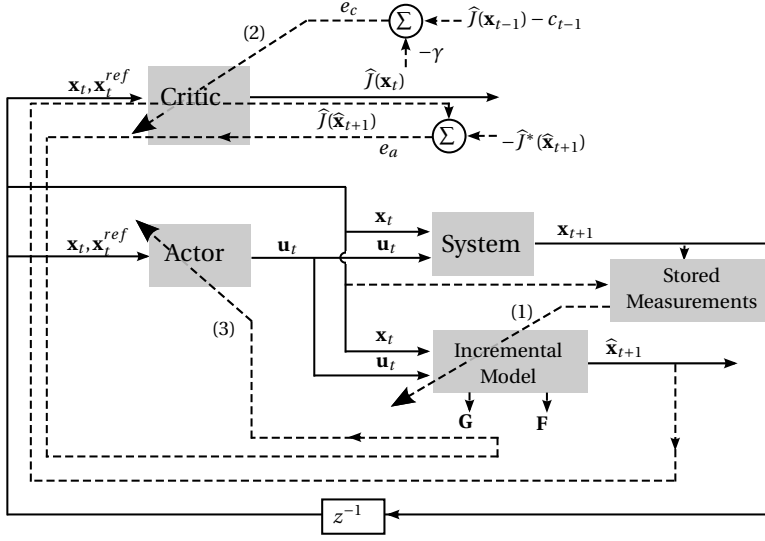 e_c
Σ
Ĵ(x_{t−1}) − c_{t−1}
(2)
−γ
x_t, x_t^{ref}
Critic
Ĵ(x_t)
Ĵ(x̂_{t+1})
Σ
−Ĵ*(x̂_{t+1})
e_a
x_t
x_t, x_t^{ref}
Actor
u_t
u_t
System
x_{t+1}
Stored
Measurements
(1)
(3)
x_t
u_t
Incremental
Model
x̂_{t+1}
G
F
z^{−1}